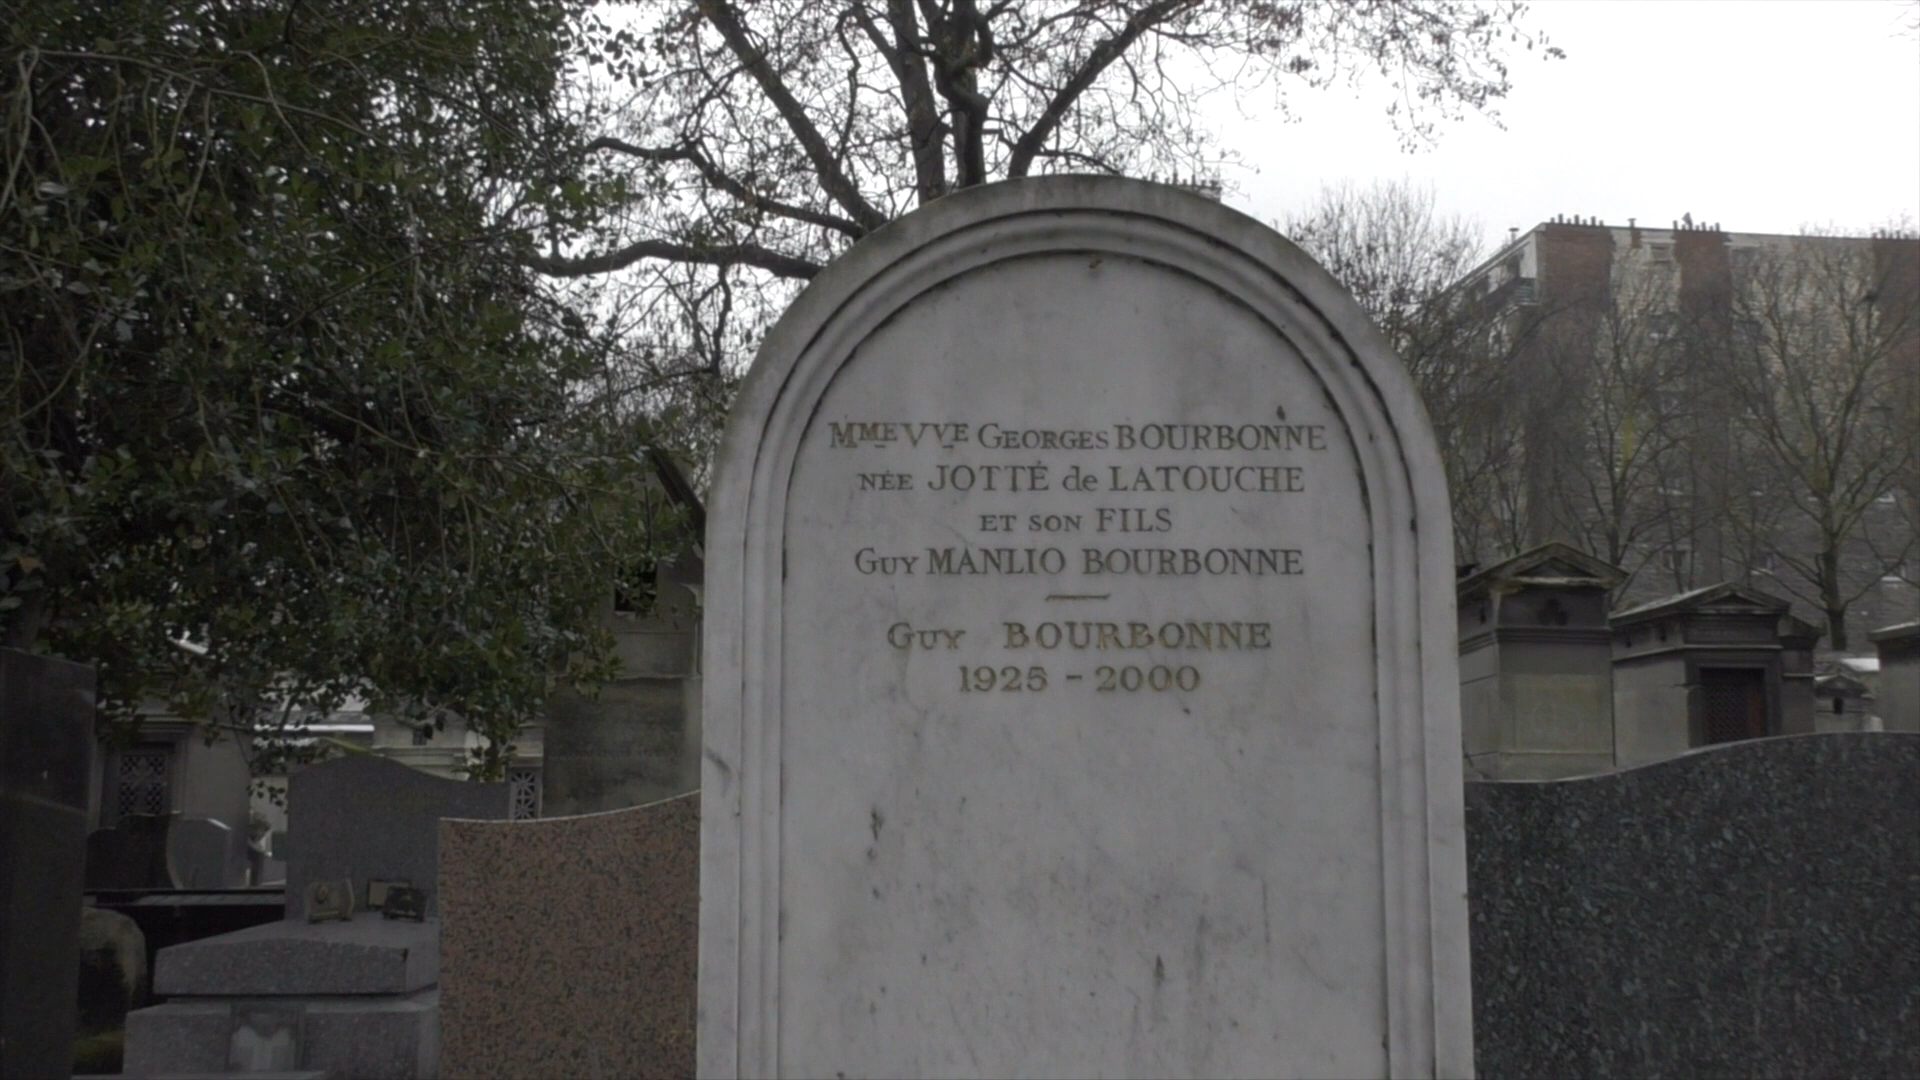 MME VVE GEORGES BOURBONNE
NÉE JOTTÉ de LATOUCHE
ET SON FILS
GUY MANLIO BOURBONNE
GUY BOURBONNE
1925 - 2000